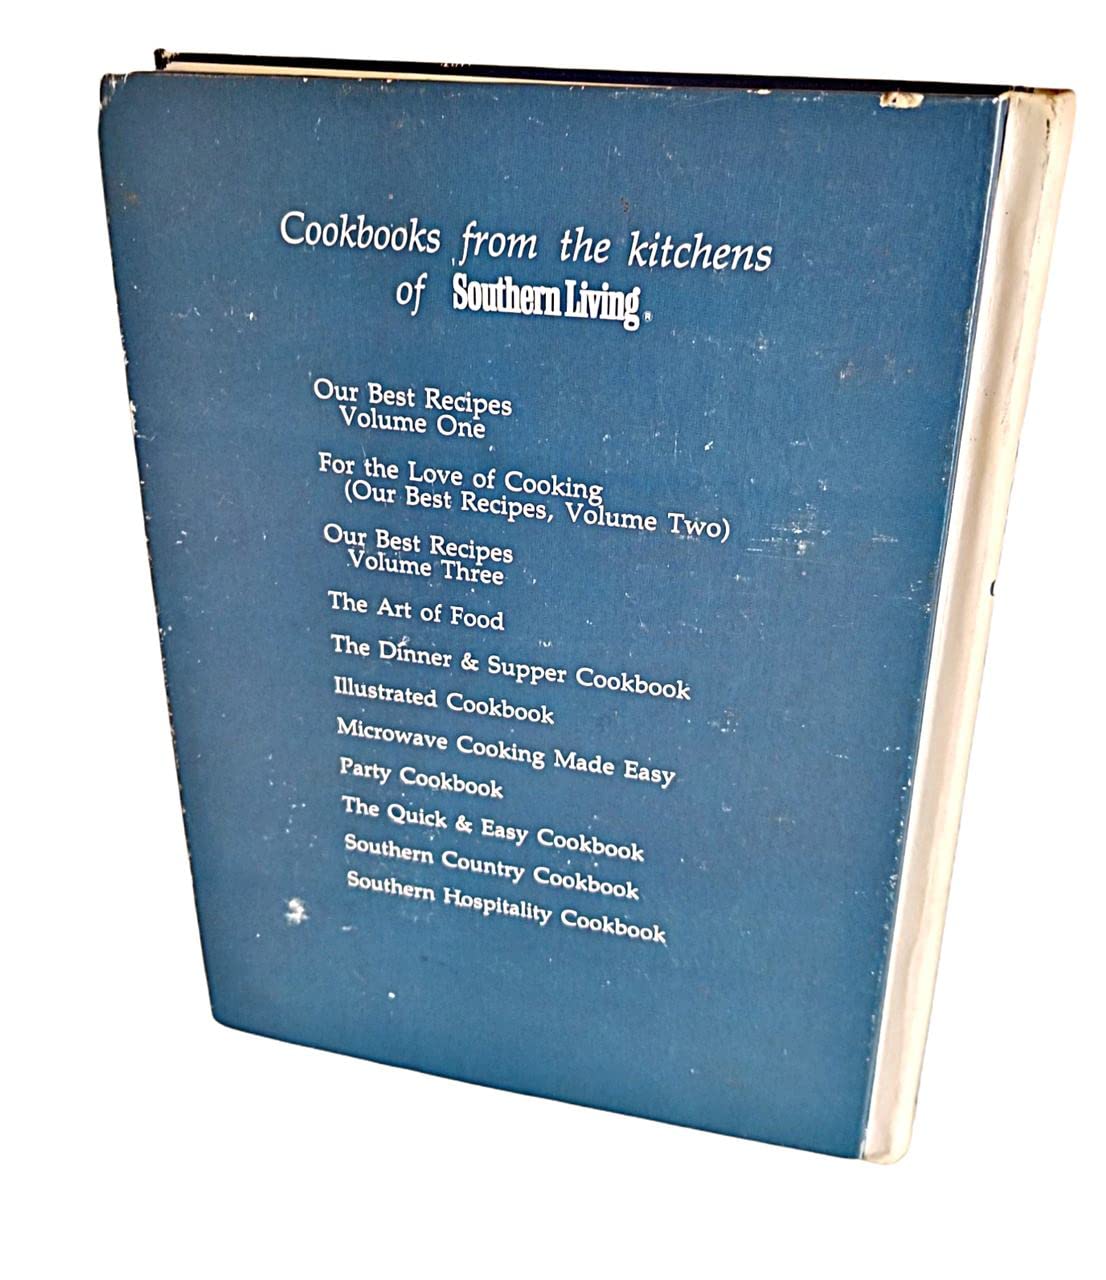 Cookbooks from the kitchens
of Southern Living®
Our Best Recipes
Volume One
For the Love of Cooking
(Our Best Recipes, Volume Two)
Our Best Recipes
Volume Three
The Art of Food
The Dinner & Supper Cookbook
Illustrated Cookbook
Microwave Cooking Made Easy
Party Cookbook
The Quick & Easy Cookbook
Southern Country Cookbook
Southern Hospitality Cookbook